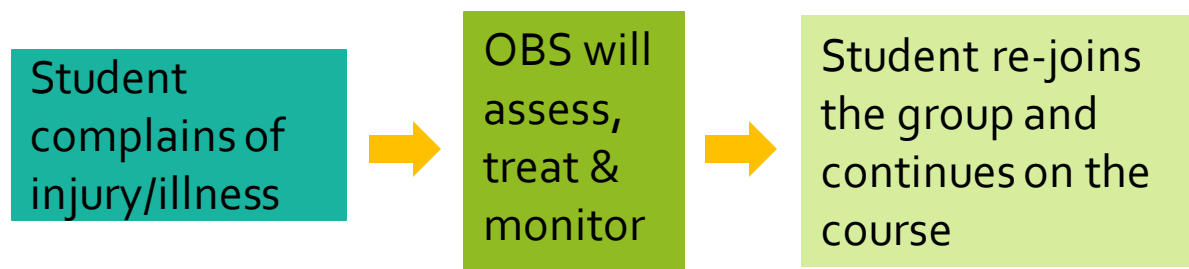 Student
complains of
injury/illness
OBS will
assess,
treat &
monitor
Student re-joins
the group and
continues on the
course